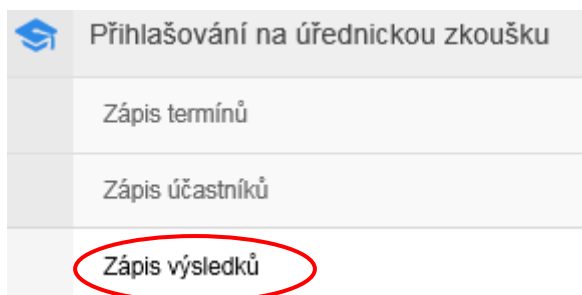 Přihlašování na úřednickou zkoušku
Zápis termínů
Zápis účastníků
Zápis výsledků